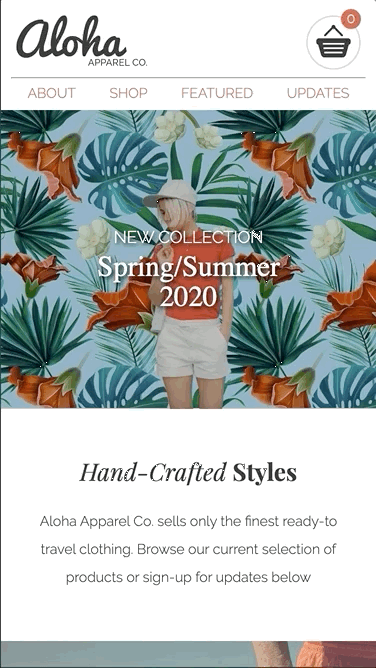 Aloha
APPAREL CO.
0
ABOUT SHOP FEATURED UPDATES
NEW COLLECTION
Spring/Summer
2020
Hand-Crafted Styles
Aloha Apparel Co. sells only the finest ready-to
travel clothing. Browse our current selection of
products or sign-up for updates below